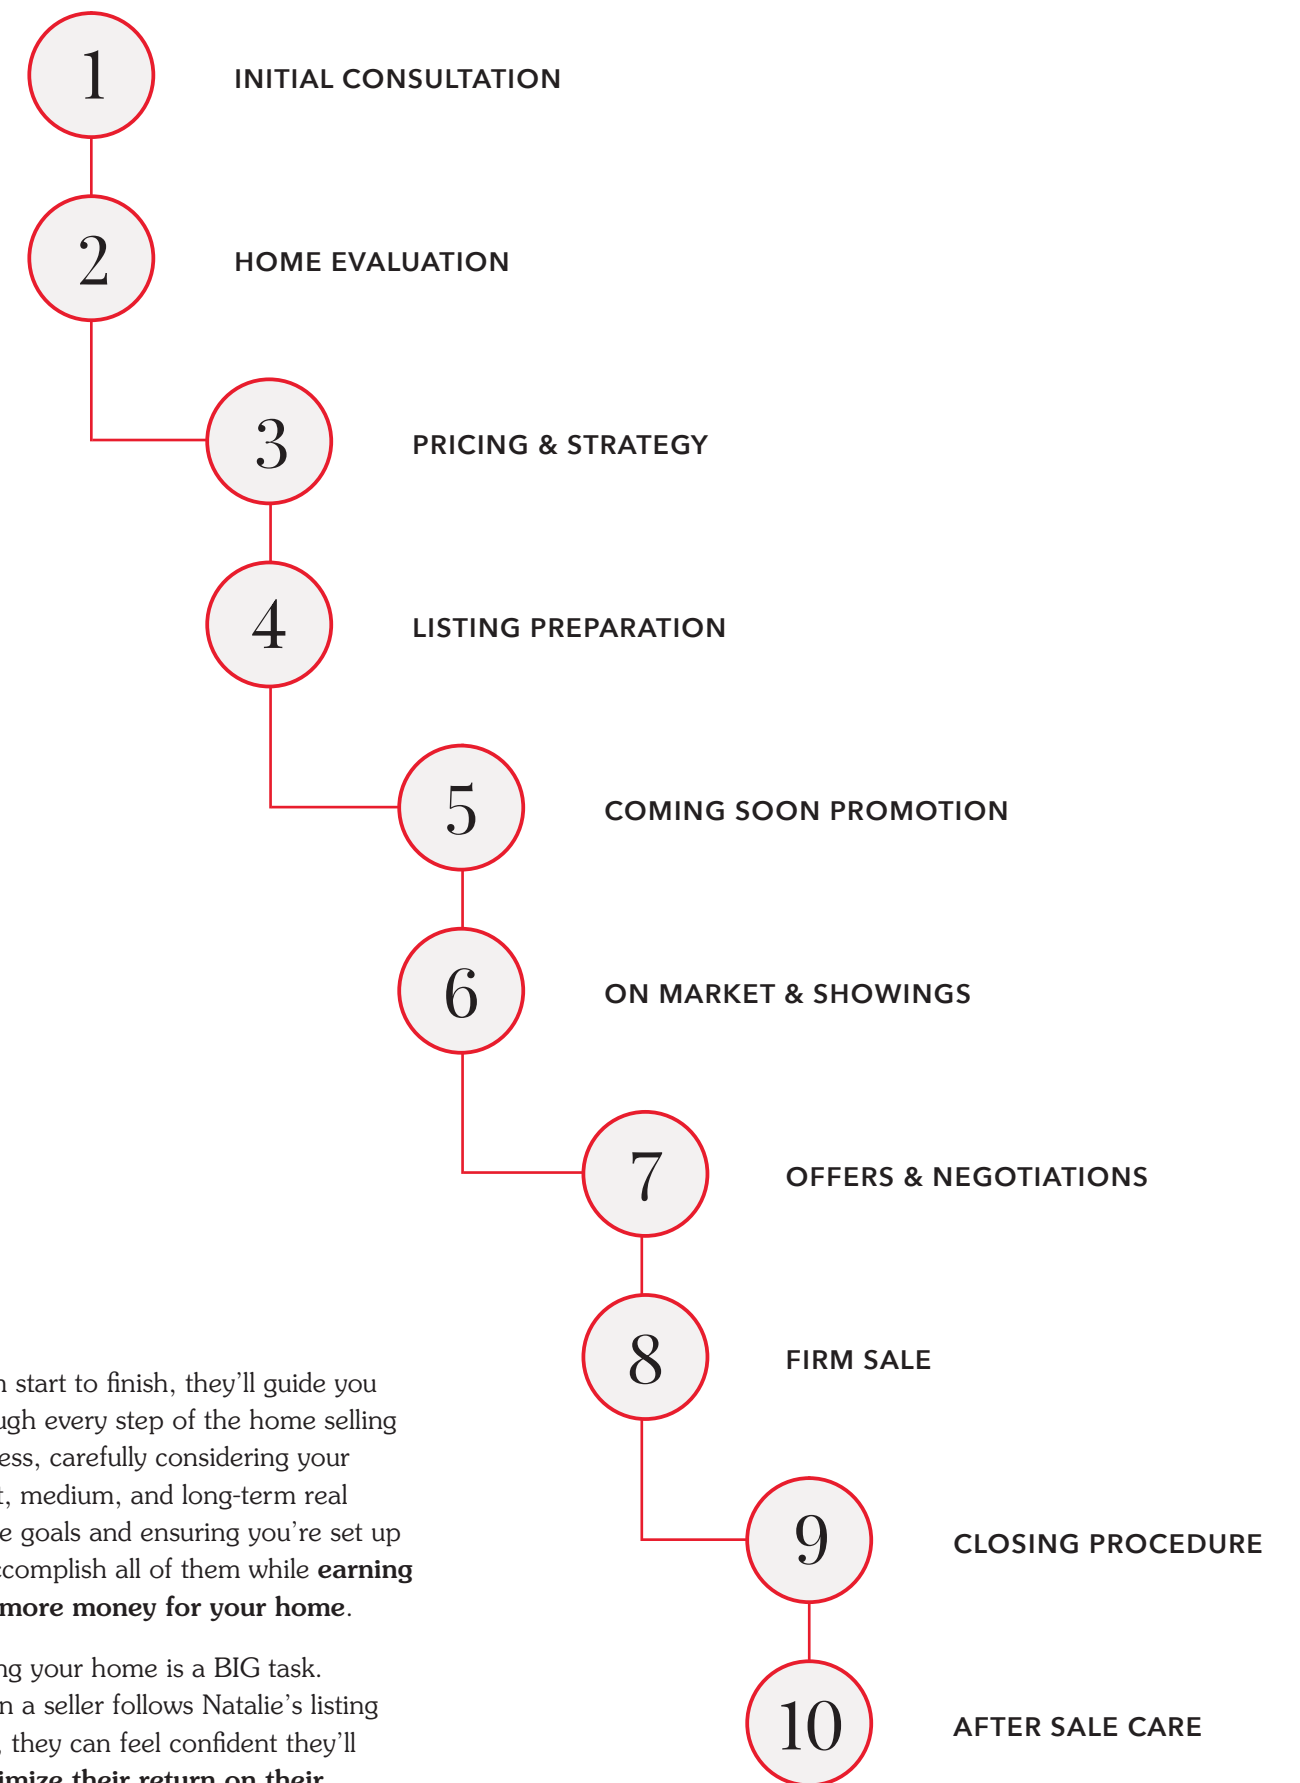 1
INITIAL CONSULTATION
2
HOME EVALUATION
3
PRICING & STRATEGY
4
LISTING PREPARATION
5
COMING SOON PROMOTION
6
ON MARKET & SHOWINGS
7
OFFERS & NEGOTIATIONS
8
FIRM SALE
9
CLOSING PROCEDURE
10
AFTER SALE CARE
start to finish, they’ll guide you
every step of the home selling
carefully considering your
medium, and long-term real
goals and ensuring you’re set up
all of them while earning
more money for your home.
your home is a BIG task.
a seller follows Natalie’s listing
they can feel confident they’ll
their return on their